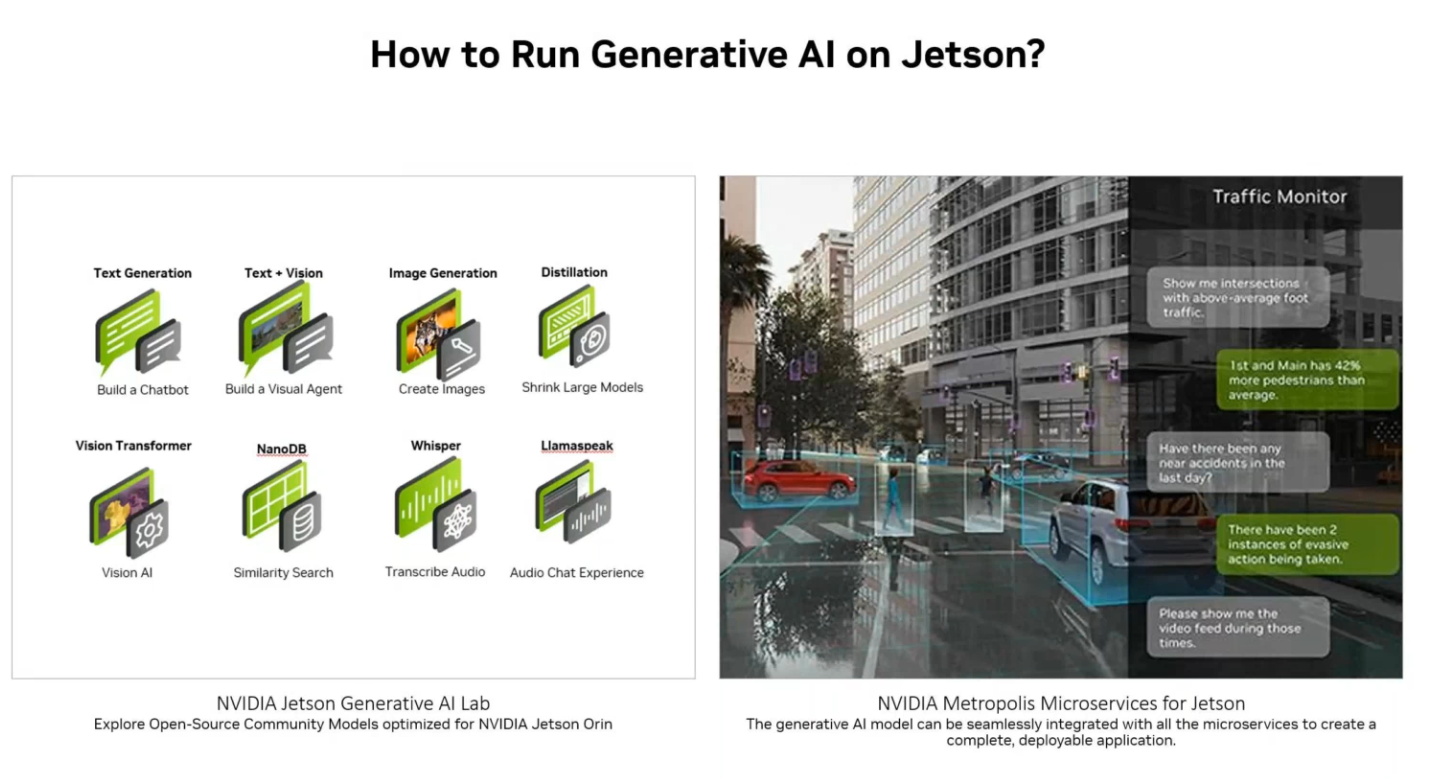 How to Run Generative AI on Jetson?
Text Generation
Build a Chatbot
Text + Vision
Build a Visual Agent
Image Generation
Create Images
Distillation
Shrink Large Models
Vision Transformer
Vision AI
NanoDB
Similarity Search
Whisper
Transcribe Audio
Llamaspeak
Audio Chat Experience
NVIDIA Jetson Generative AI Lab
Explore Open-Source Community Models optimized for NVIDIA Jetson Orin
Traffic Monitor
Show me intersections
with above-average foot
traffic.
1st and Main has 42%
more pedestrians than
average.
Have there been any
near accidents in the
last day?
There have been 2
instances of evasive
action being taken.
Please show me the
video feed during those
times.
NVIDIA Metropolis Microservices for Jetson
The generative AI model can be seamlessly integrated with all the microservices to create a
complete, deployable application.